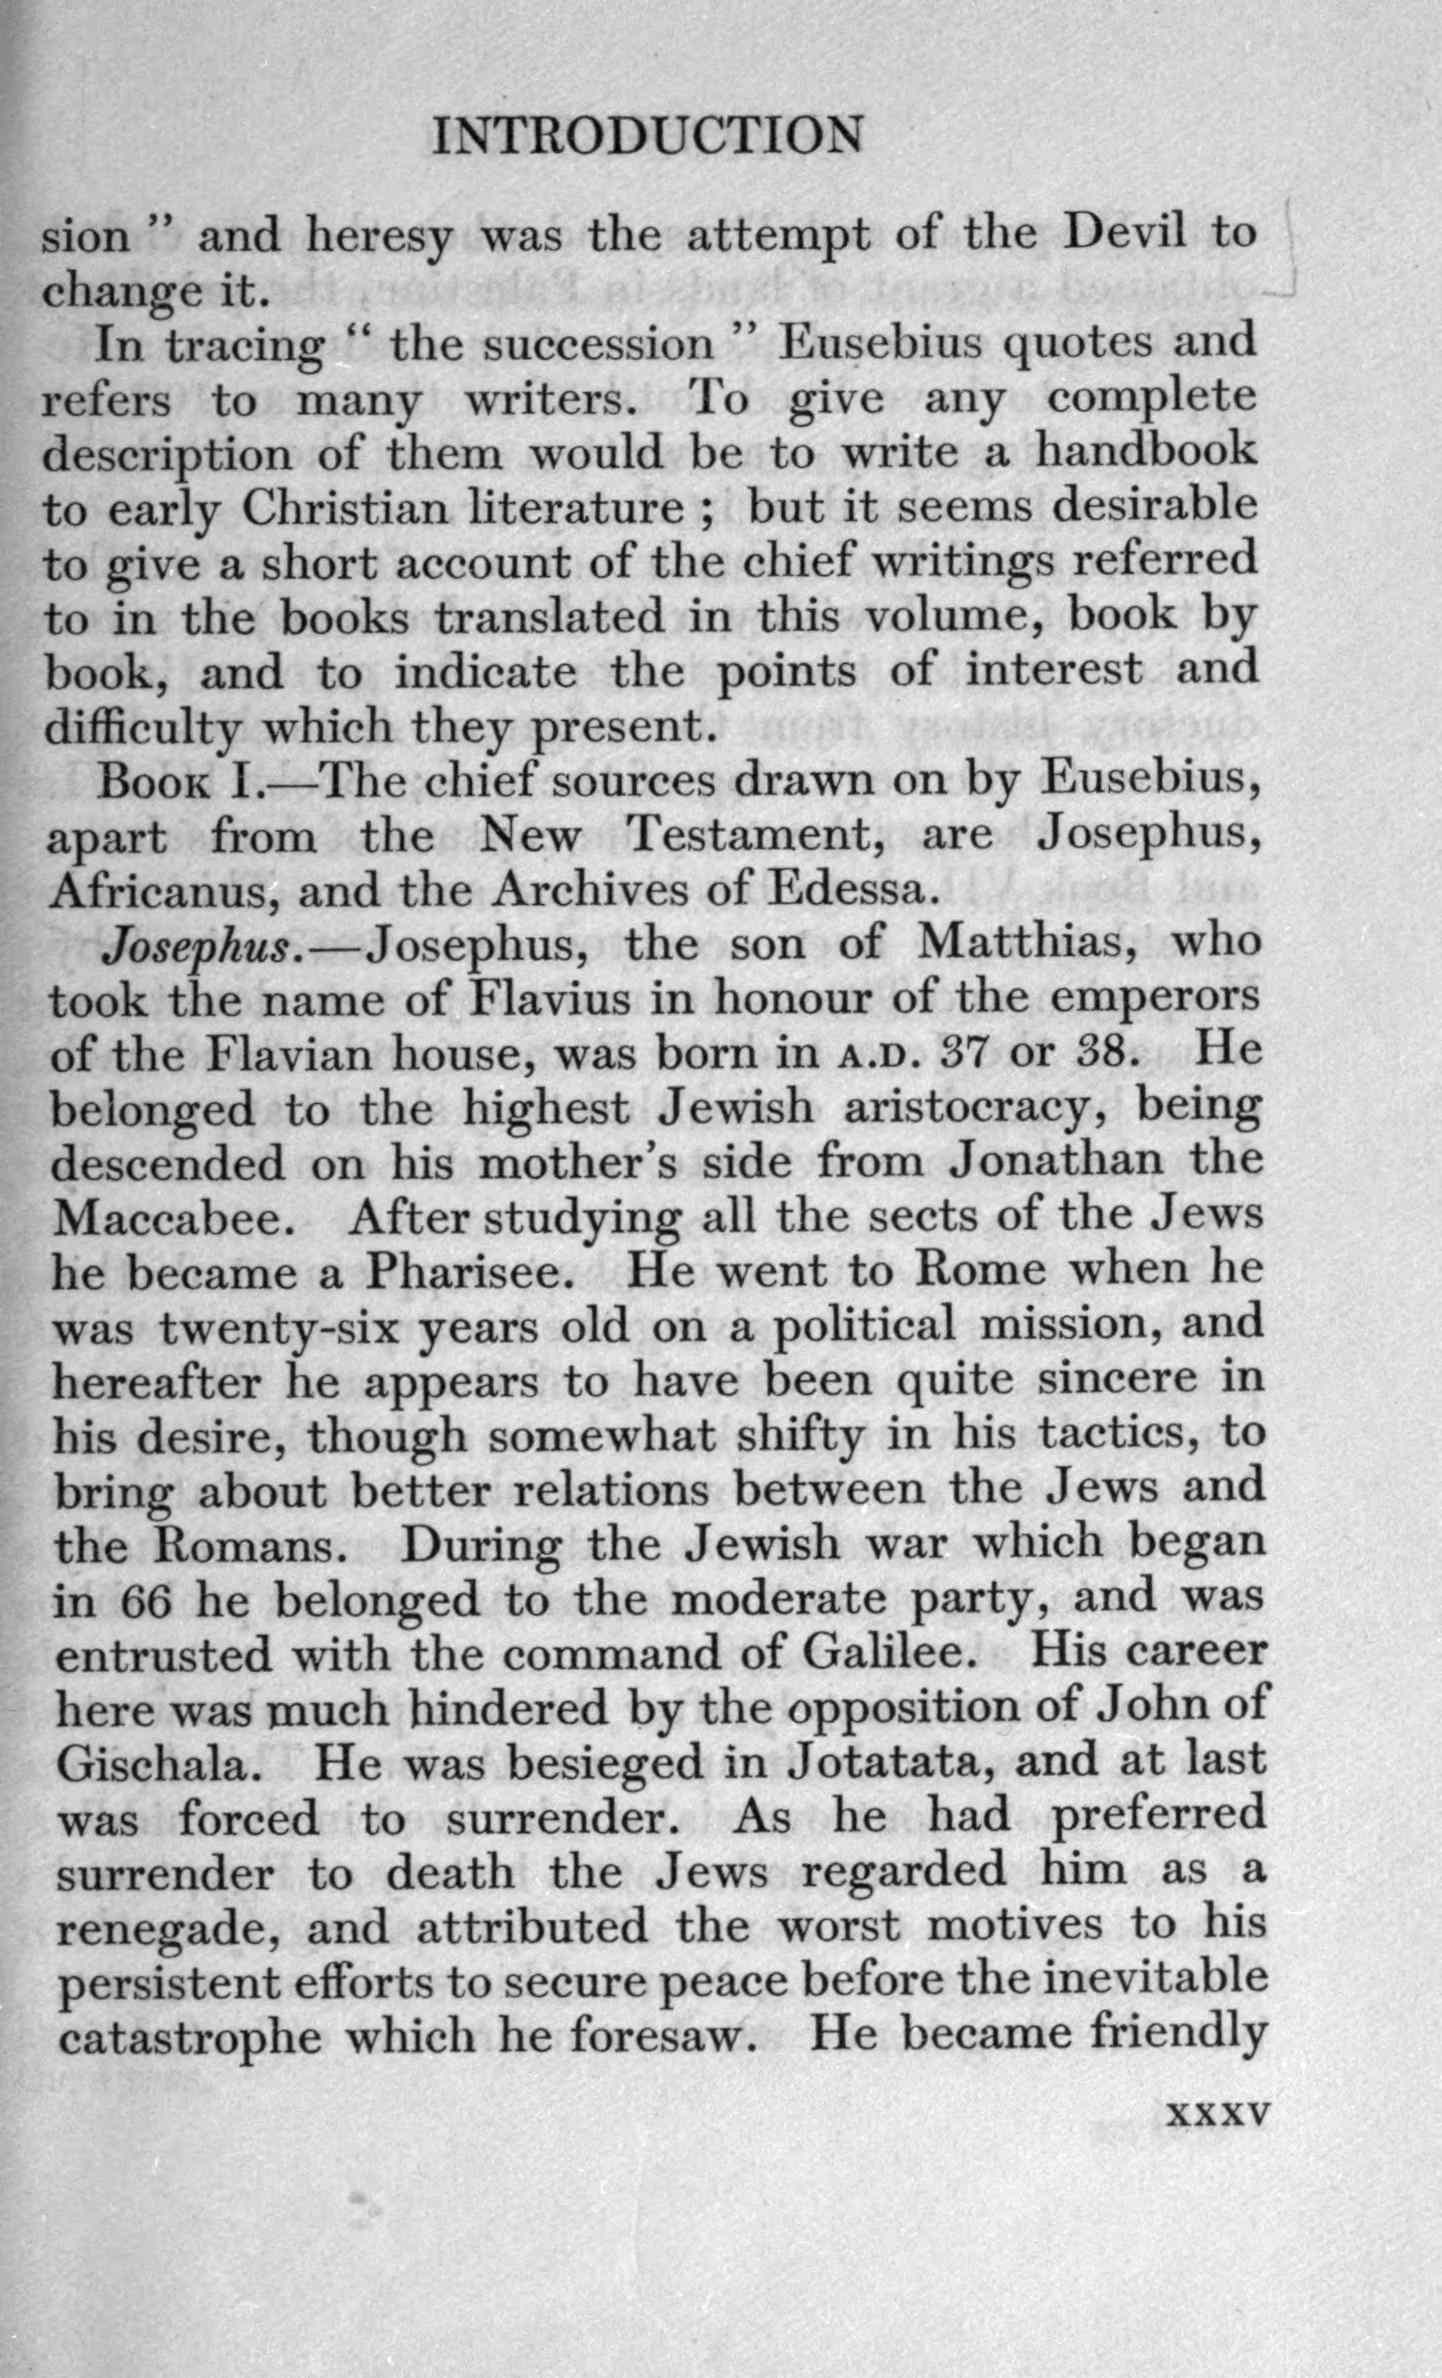 INTRODUCTION
sion ” and heresy was the attempt of the Devil to
change it.
In tracing “ the succession ” Eusebius quotes and
refers to many writers. To give any complete
description of them would be to write a handbook
to early Christian literature ; but it seems desirable
to give a short account of the chief writings referred
to in the books translated in this volume, book by
book, and to indicate the points of interest and
difficulty which they present.
Book I.—The chief sources drawn on by Eusebius,
apart from the New Testament, are Josephus,
Africanus, and the Archives of Edessa.
Josephus.—Josephus, the son of Matthias, who
took the name of Flavius in honour of the emperors
of the Flavian house, was born in A.D. 37 or 38. He
belonged to the highest Jewish aristocracy, being
descended on his mother’s side from Jonathan the
Maccabee. After studying all the sects of the Jews
he became a Pharisee. He went to Rome when he
was twenty-six years old on a political mission, and
hereafter he appears to have been quite sincere in
his desire, though somewhat shifty in his tactics, to
bring about better relations between the Jews and
the Romans. During the Jewish war which began
in 66 he belonged to the moderate party, and was
entrusted with the command of Galilee. His career
here was much hindered by the opposition of John of
Gischala. He was besieged in Jotatata, and at last
was forced to surrender. As he had preferred
surrender to death the Jews regarded him as a
renegade, and attributed the worst motives to his
persistent efforts to secure peace before the inevitable
catastrophe which he foresaw. He became friendly
xxxv